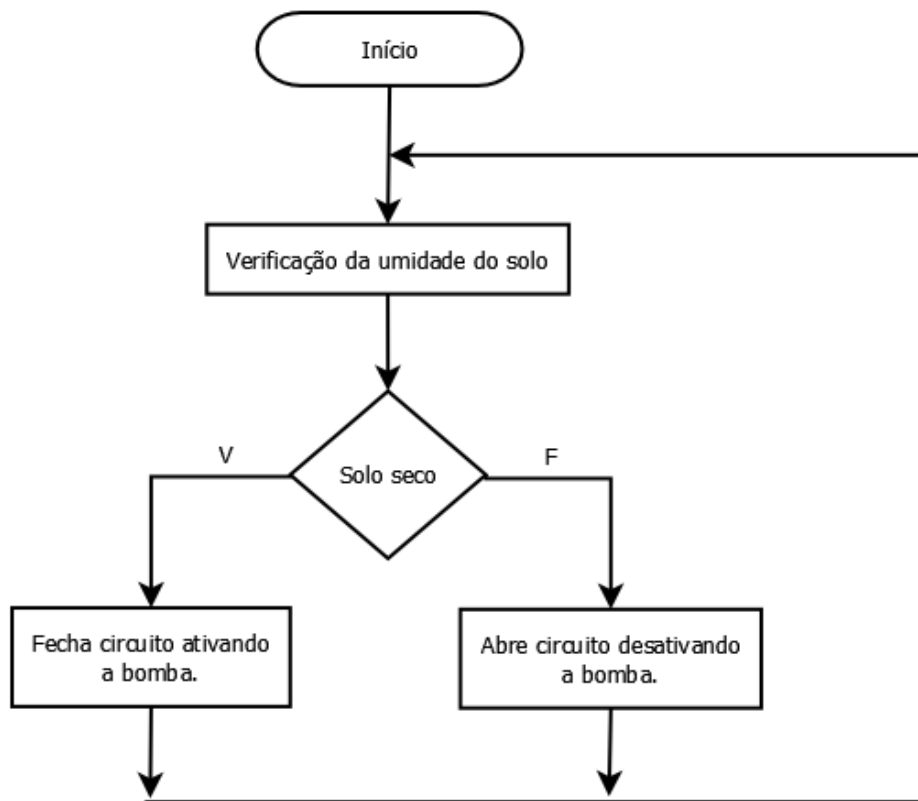 Início
Verificação da umidade do solo
V
Solo seco
F
Fecha circuito ativando
a bomba.
Abre circuito desativando
a bomba.